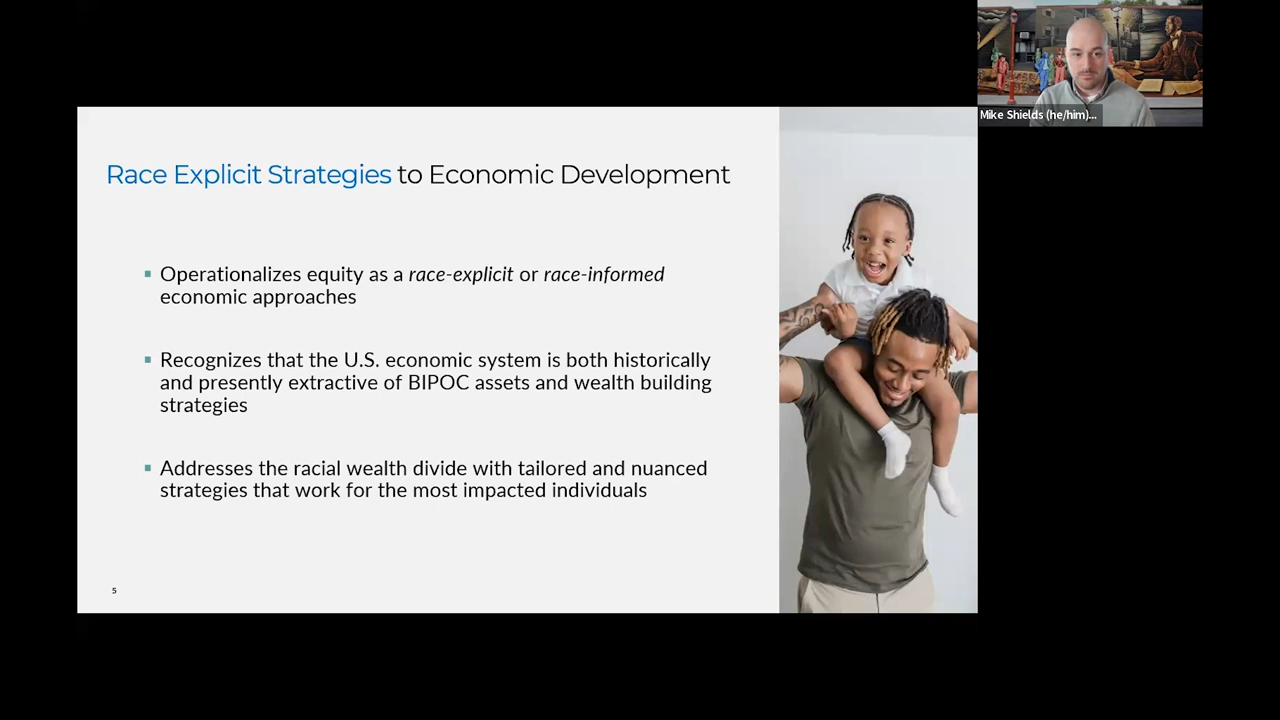 Mike Shields (he/him)...
Race Explicit Strategies to Economic Development
▪ Operationalizes equity as a race-explicit or race-informed
economic approaches
▪ Recognizes that the U.S. economic system is both historically
and presently extractive of BIPOC assets and wealth building
strategies
▪ Addresses the racial wealth divide with tailored and nuanced
strategies that work for the most impacted individuals
5